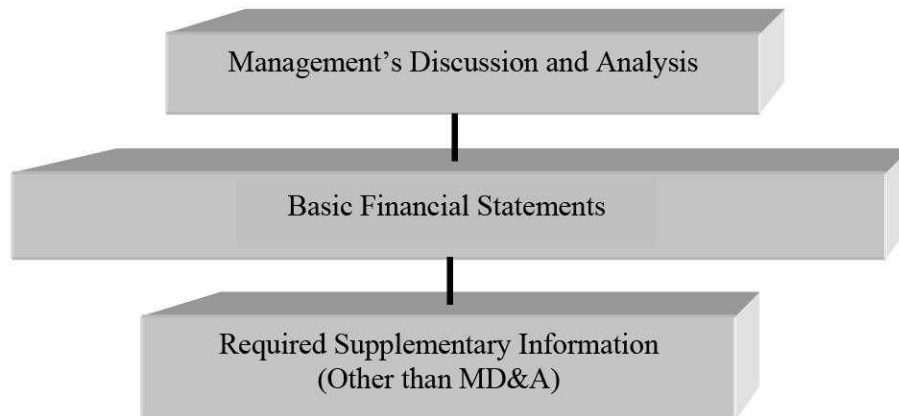 Management’s Discussion and Analysis
Basic Financial Statements
Required Supplementary Information
(Other than MD&A)